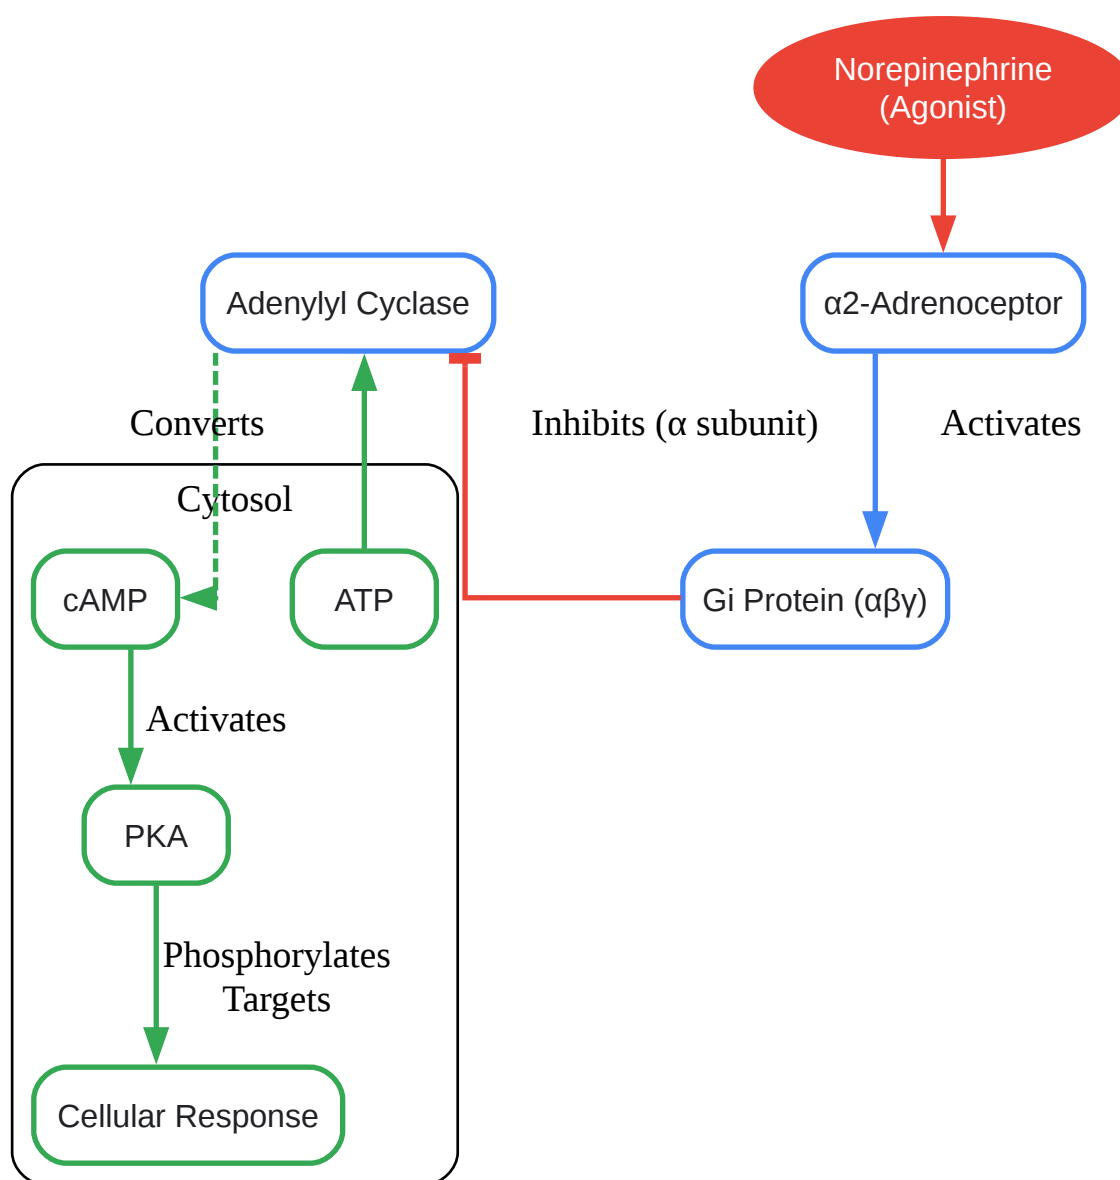 Norepinephrine
(Agonist)
Adenylyl Cyclase
α2-Adrenoceptor
Converts
Inhibits (α subunit)
Activates
Cytosol
cAMP
ATP
Gi Protein (αβγ)
Activates
PKA
Phosphorylates
Targets
Cellular Response